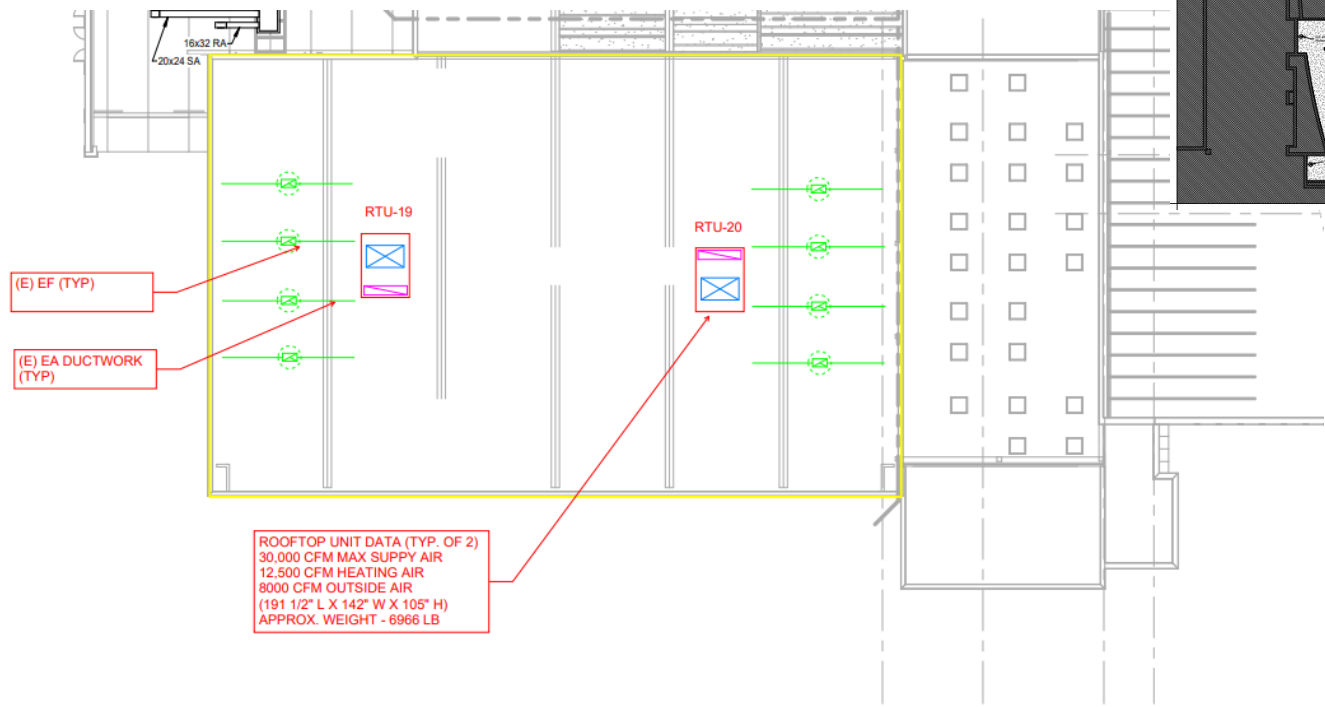 16x32 RA
20x24 SA
RTU-19
RTU-20
(E) EF (TYP)
(E) EA DUCTWORK
(TYP)
ROOFTOP UNIT DATA (TYP. OF 2)
30,000 CFM MAX SUPPY AIR
12,500 CFM HEATING AIR
8000 CFM OUTSIDE AIR
(191 1/2" L X 142" W X 105" H)
APPROX. WEIGHT - 6966 LB